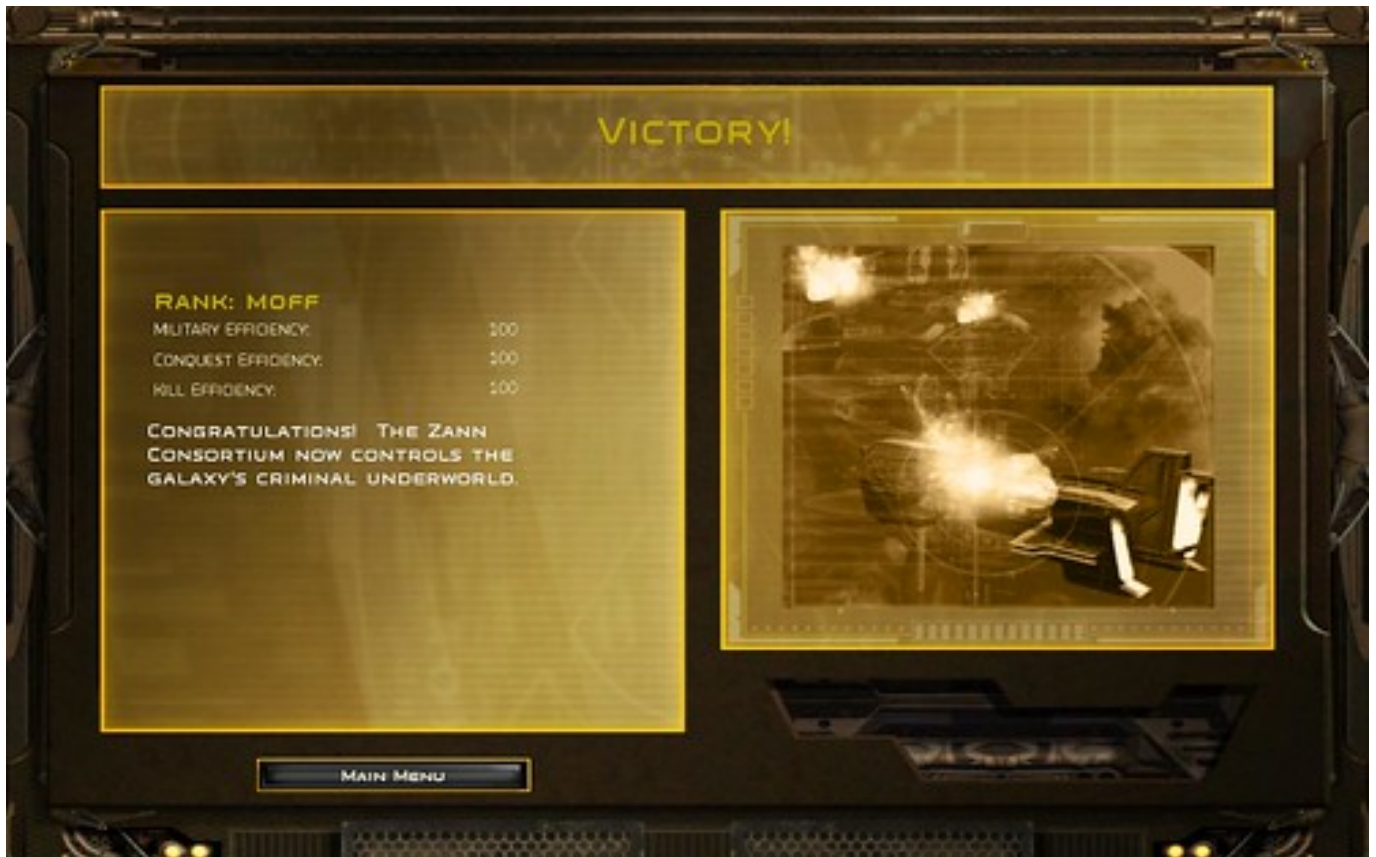 VICTORY!
RANK: MOFF
MILITARY EFFICIENCY: 100
CONQUEST EFFICIENCY: 100
KILL EFFICIENCY: 100
CONGRATULATIONS! THE ZANN
CONSORTIUM NOW CONTROLS THE
GALAXY'S CRIMINAL UNDERWORLD.
MAIN MENU